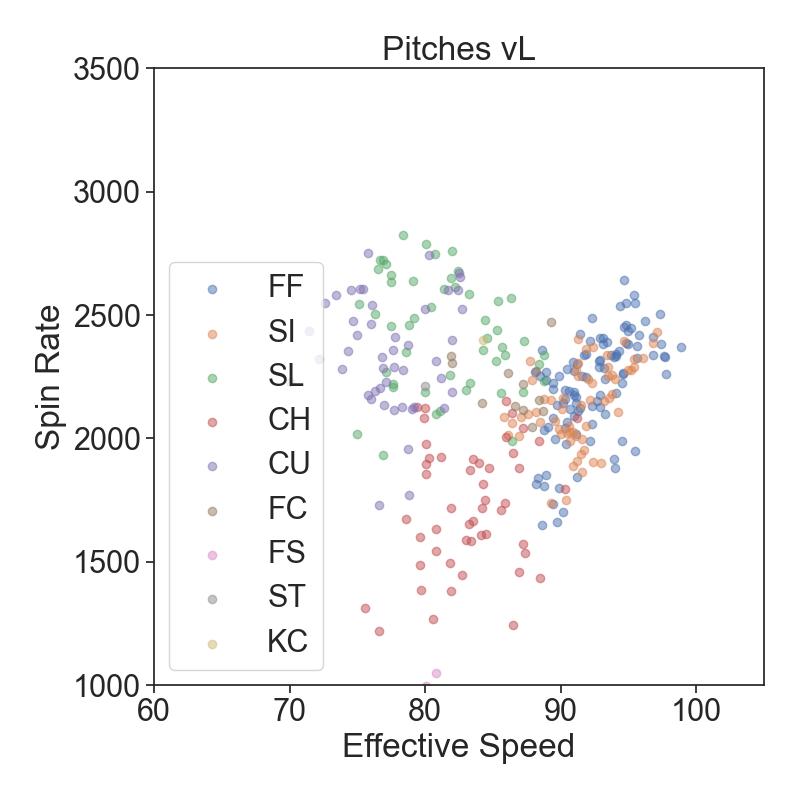 Pitches vL
3500
3000
2500
2000
1500
1000
Spin Rate
FF
SI
SL
CH
CU
FC
FS
ST
KC
60 70 80 90 100
Effective Speed